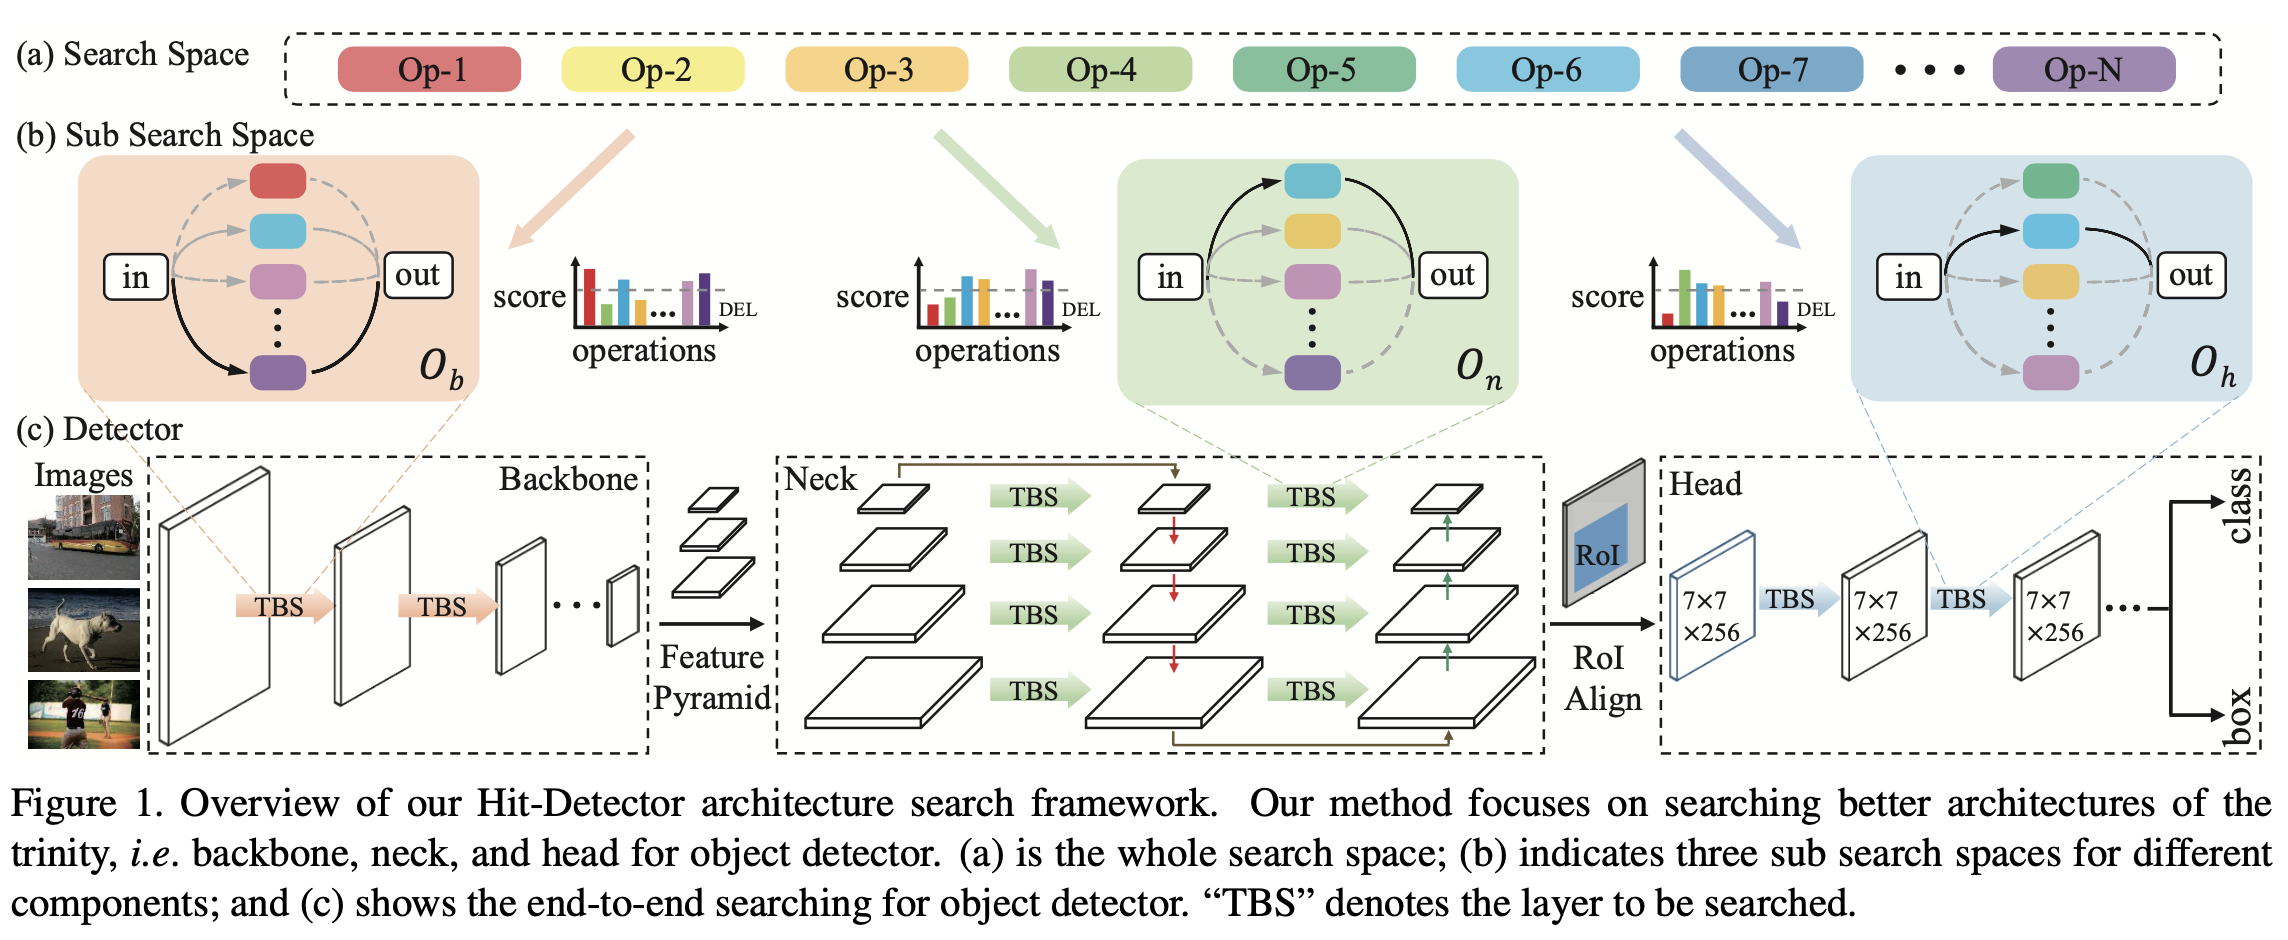 (a) Search Space
Op-1 Op-2 Op-3 Op-4 Op-5 Op-6 Op-7 ••• Op-N
(b) Sub Search Space
in out
O_b
score
DEL
operations
score
DEL
operations
in out
O_n
score
DEL
operations
in out
O_h
(c) Detector
Images
Backbone
TBS TBS
Feature
Pyramid
Neck
TBS TBS
TBS TBS
TBS TBS
TBS TBS
RoI
RoI
Align
Head
7×7
×256
TBS
7×7
×256
TBS
7×7
×256
class
box
16
Figure 1. Overview of our Hit-Detector architecture search framework. Our method focuses on searching better architectures of the
trinity, i.e. backbone, neck, and head for object detector. (a) is the whole search space; (b) indicates three sub search spaces for different
components; and (c) shows the end-to-end searching for object detector. “TBS” denotes the layer to be searched.